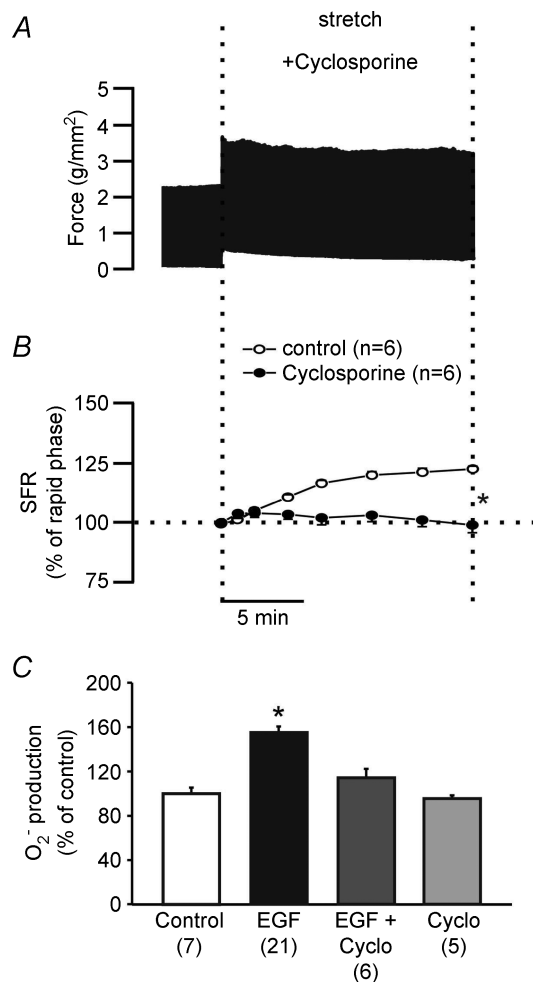 A
stretch
+Cyclosporine
Force (g/mm²)
5
4
3
2
1
0
B
control (n=6)
Cyclosporine (n=6)
SFR
(% of rapid phase)
150
125
100
75
*
5 min
C
O₂⁻ production
(% of control)
200
160
120
80
40
0
*
Control EGF EGF + Cyclo
(7) (21) Cyclo (5)
(6)